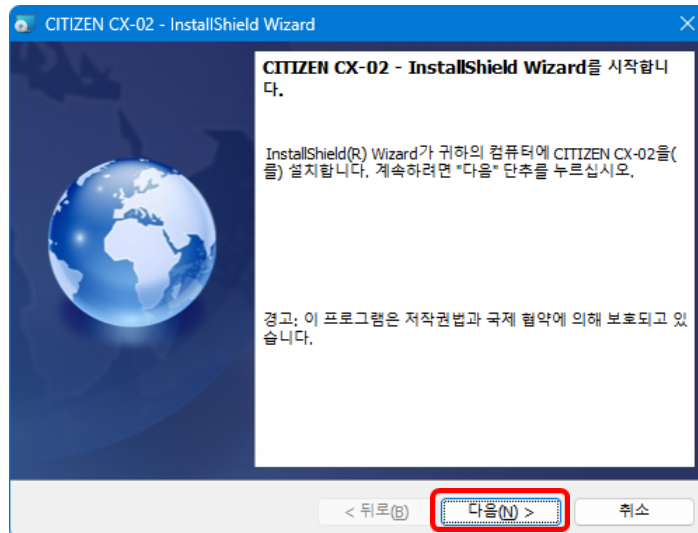 CITIZEN CX-02 - InstallShield Wizard
CITIZEN CX-02 - InstallShield Wizard를 시작합니
다.
InstallShield(R) Wizard가 귀하의 컴퓨터에 CITIZEN CX-02을(
를) 설치합니다. 계속하려면 "다음" 단추를 누르십시오.
경고: 이 프로그램은 저작권법과 국제 협약에 의해 보호되고 있
습니다.
< 뒤로(B) 다음(N) > 취소